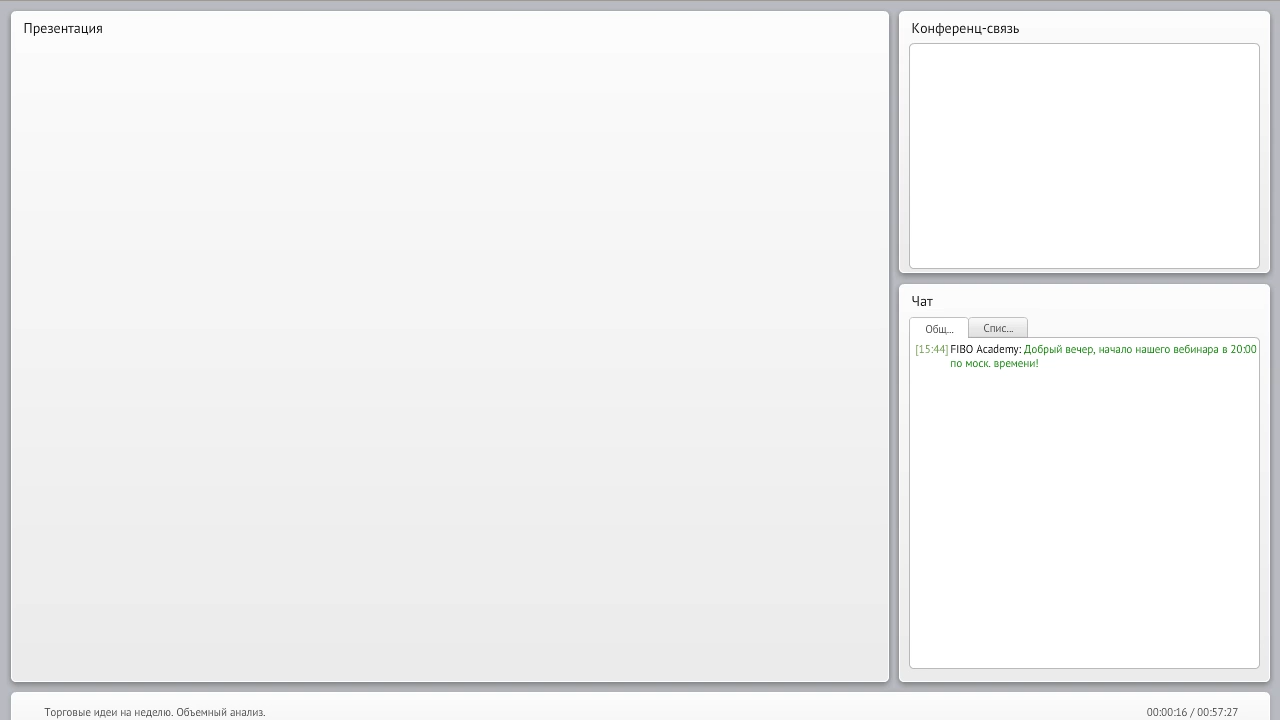 Презентация
Конференц-связь
Чат
Общ...
Спис...
[15:44] FIBO Academy: Добрый вечер, начало нашего вебинара в 20:00
по моск. времени!
Торговые идеи на неделю. Объемный анализ.
00:00:16 / 00:57:27